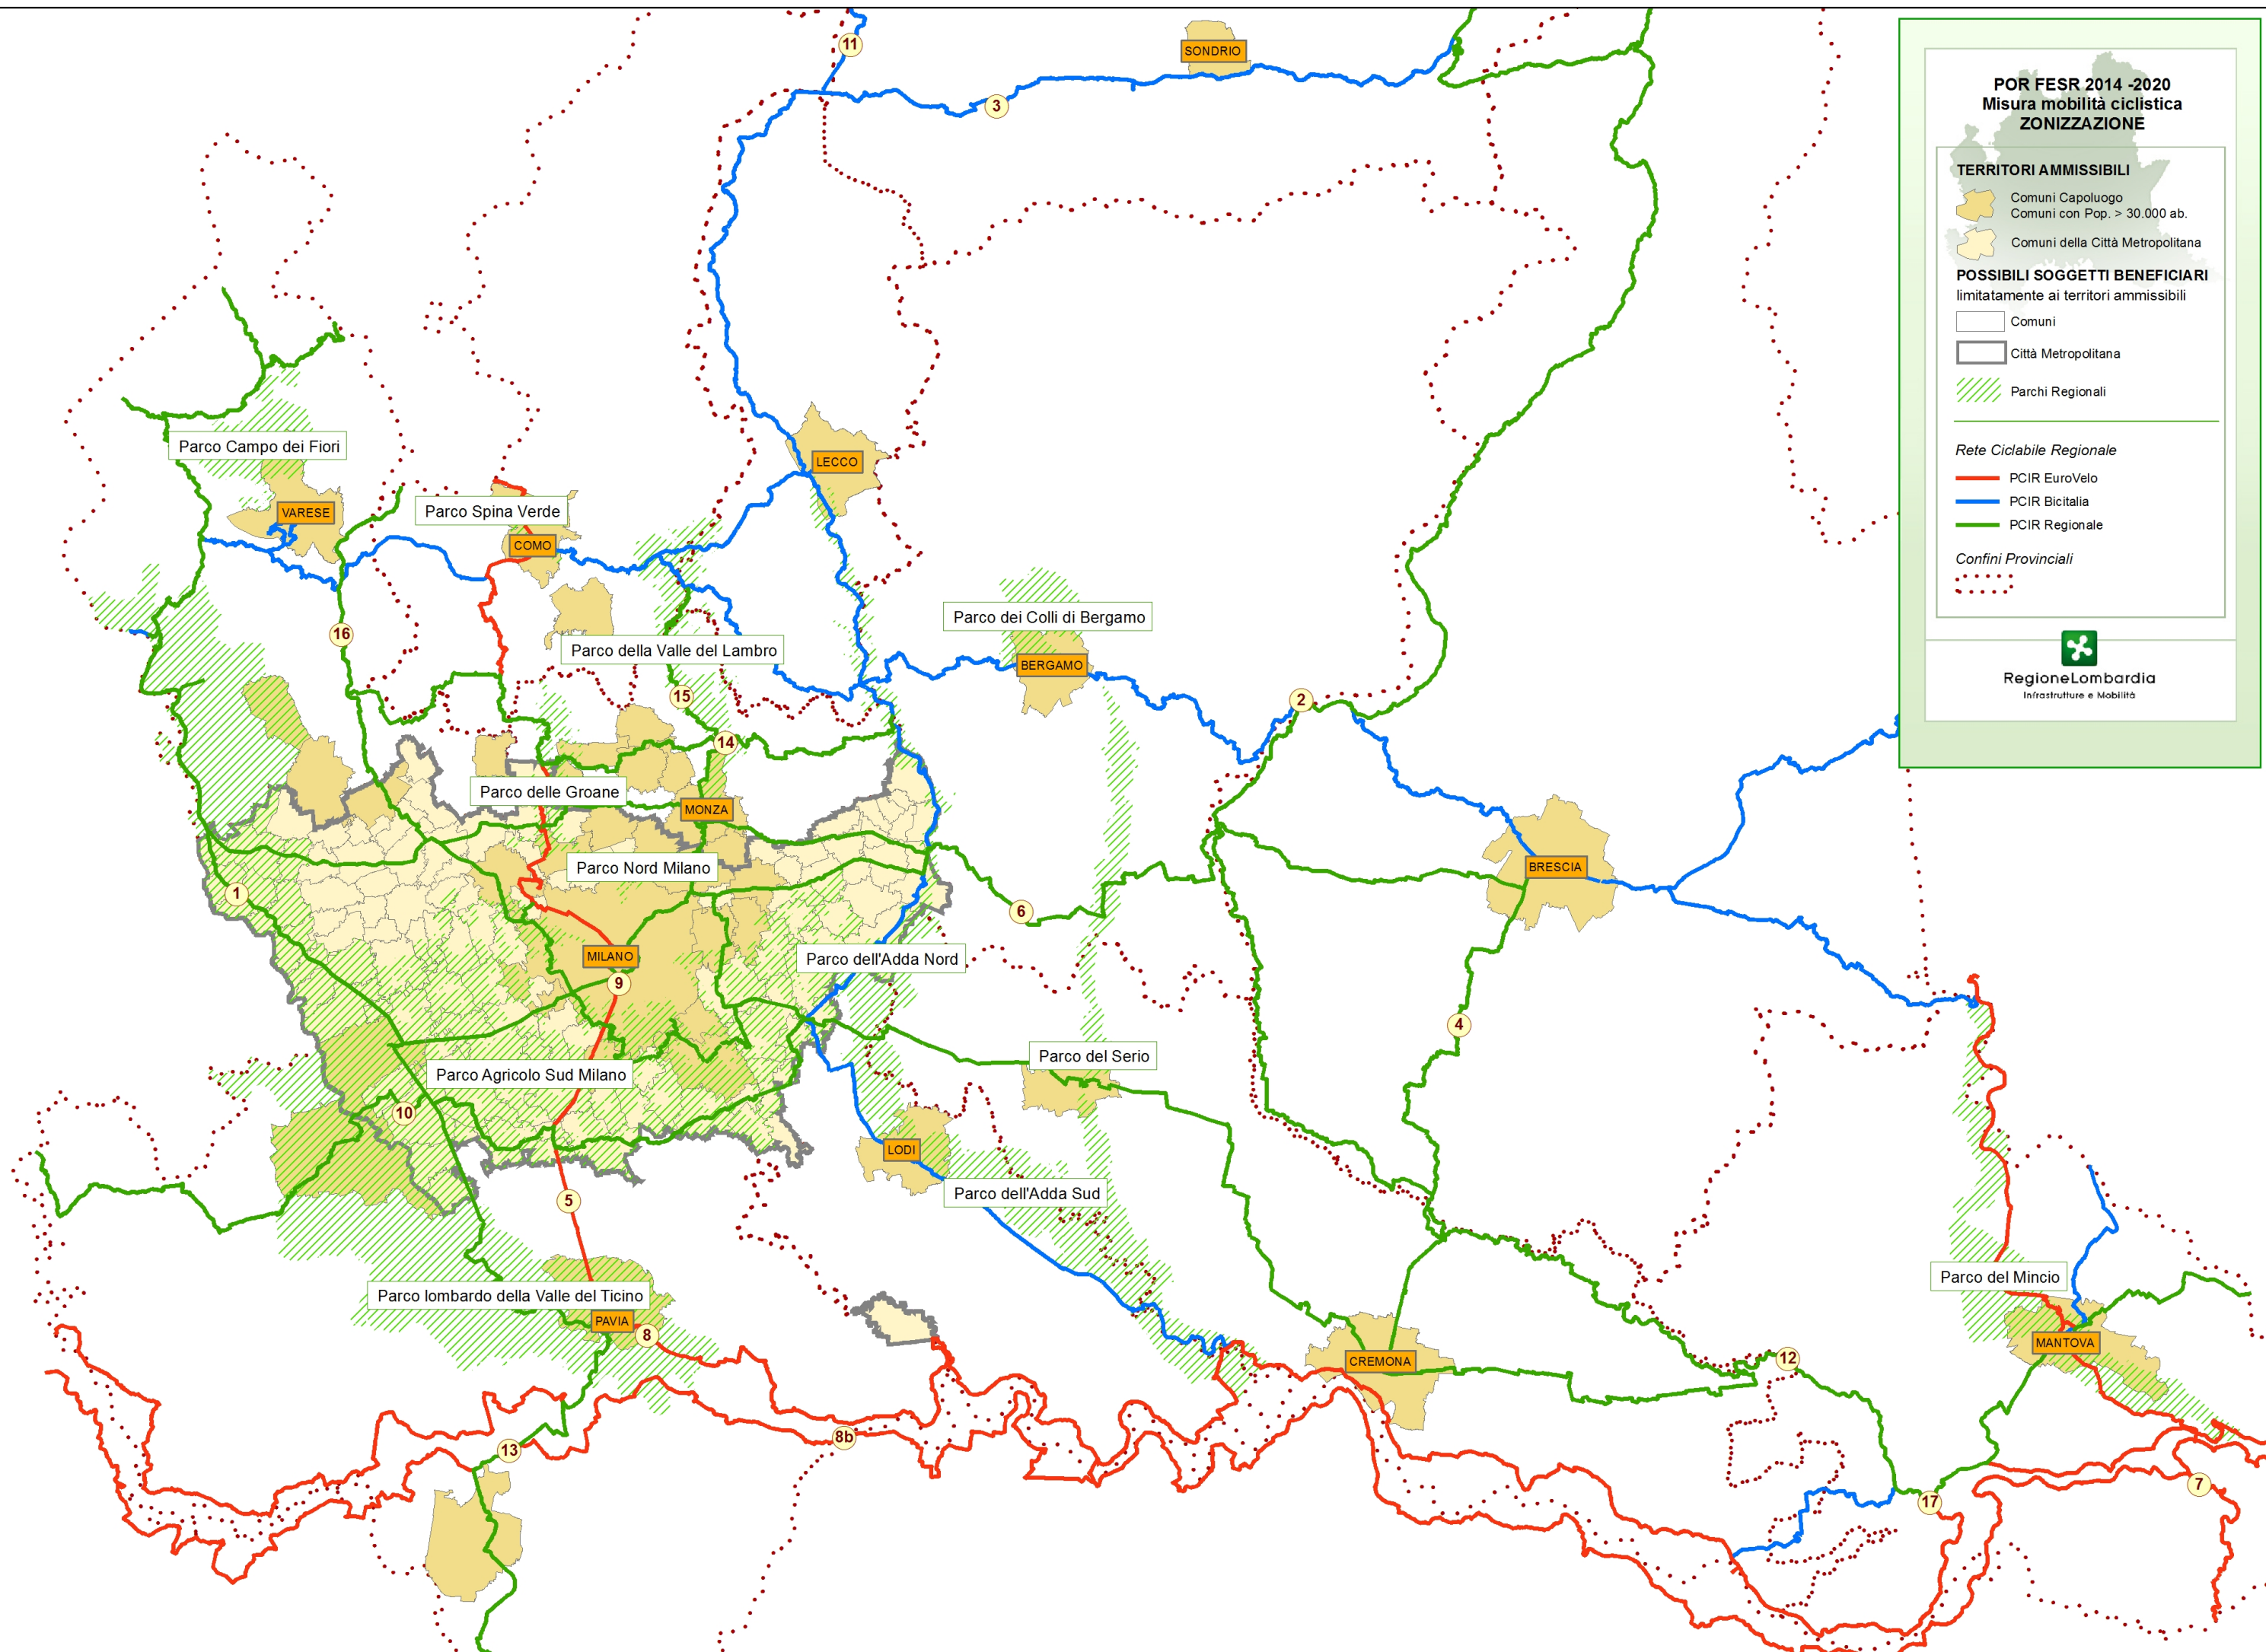 11
SONDRIO
3
POR FESR 2014 -2020
Misura mobilità ciclistica
ZONIZZAZIONE
TERRITORI AMMISSIBILI
Comuni Capoluogo
Comuni con Pop. > 30.000 ab.
Comuni della Città Metropolitana
POSSIBILI SOGGETTI BENEFICIARI
limitatamente ai territori ammissibili
Comuni
Città Metropolitana
Parchi Regionali
Rete Ciclabile Regionale
PCIR EuroVelo
PCIR Bicitalia
PCIR Regionale
Confini Provinciali
RegioneLombardia
Infrastrutture e Mobilità
Parco Campo dei Fiori
LECCO
VARESE
Parco Spina Verde
COMO
Parco dei Colli di Bergamo
16
Parco della Valle del Lambro
BERGAMO
15
2
14
Parco delle Groane
MONZA
Parco Nord Milano
BRESCIA
1
6
MILANO
Parco dell'Adda Nord
9
4
Parco del Serio
Parco Agricolo Sud Milano
10
LODI
Parco dell'Adda Sud
5
Parco del Mincio
Parco lombardo della Valle del Ticino
PAVIA
8
MANTOVA
CREMONA
12
8b
13
7
17